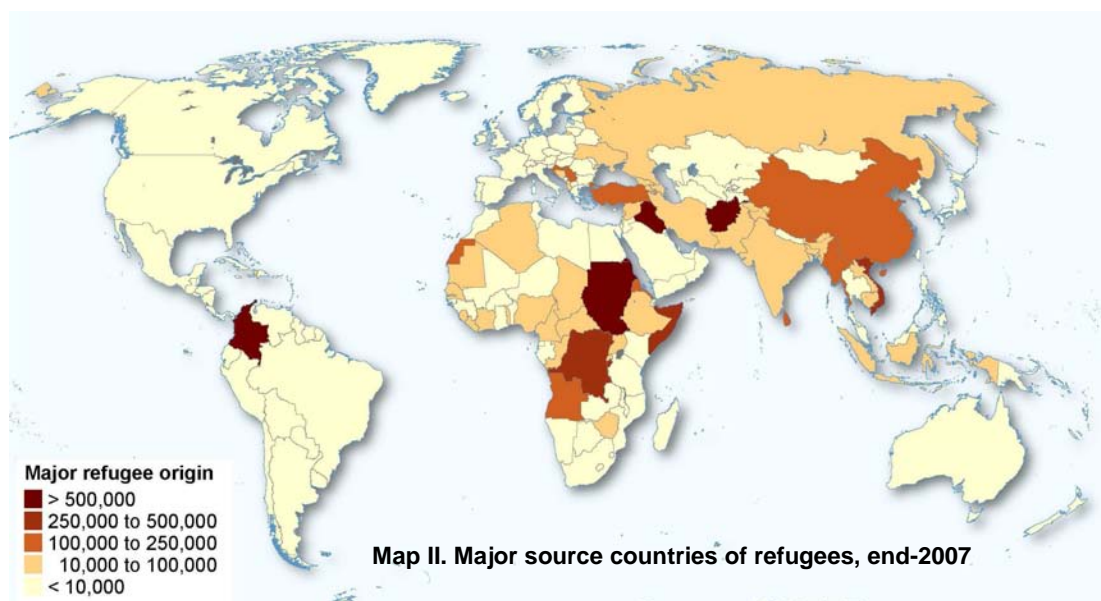 Major refugee origin
> 500,000
250,000 to 500,000
100,000 to 250,000
10,000 to 100,000
< 10,000
Map II. Major source countries of refugees, end-2007